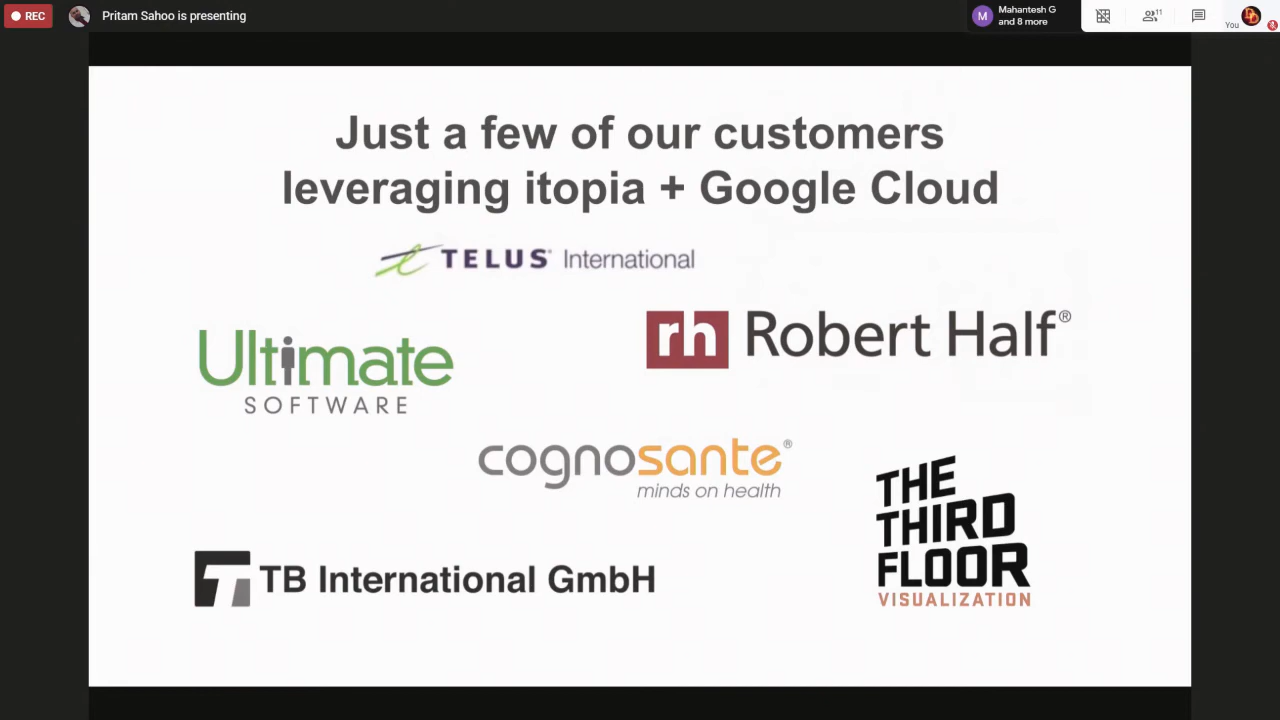 REC
Pritam Sahoo is presenting
M
Mahantesh G
and 8 more
11
You
Just a few of our customers
leveraging itopia + Google Cloud
TELUS® International
Ultimate
SOFTWARE
rh Robert Half®
cognosante®
minds on health
THE
THIRD
FLOOR
VISUALIZATION
TB International GmbH